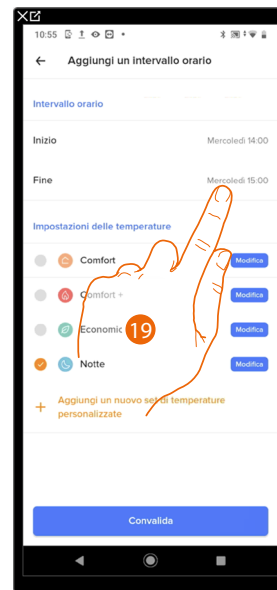 10:55
Aggiungi un intervallo orario
Intervallo orario
Inizio Mercoledì 14:00
Fine Mercoledì 15:00
Impostazioni delle temperature
Comfort Modifica
Comfort + Modifica
Economic Modifica
19
Notte Modifica
+ Aggiungi un nuovo set di temperature
personalizzate
Convalida